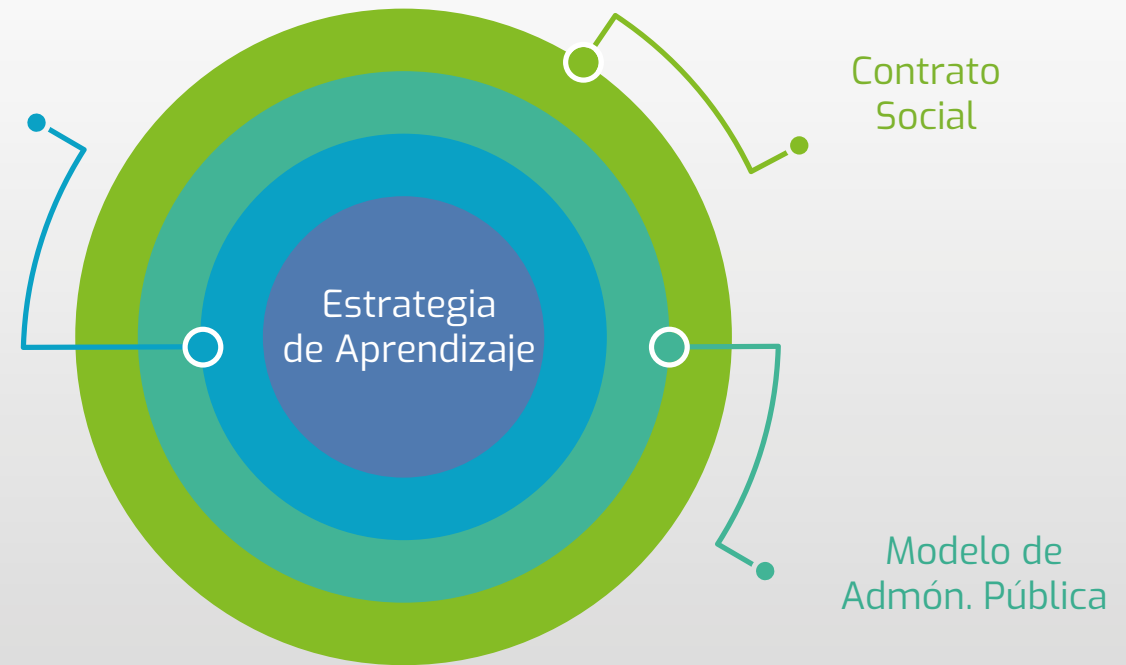 Contrato
Social
Estrategia
de Aprendizaje
Modelo de
Admón. Pública